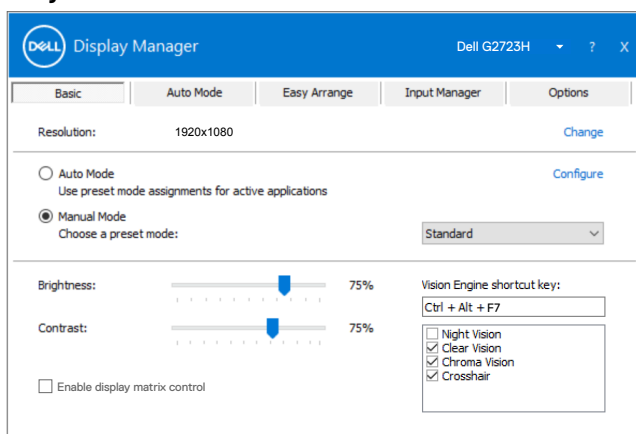 DELL Display Manager Dell G2723H ? X
Basic Auto Mode Easy Arrange Input Manager Options
Resolution: 1920x1080 Change
Auto Mode Configure
Use preset mode assignments for active applications
Manual Mode
Choose a preset mode: Standard
Brightness: 75% Vision Engine shortcut key:
Ctrl + Alt + F7
Contrast: 75%
Night Vision
Clear Vision
Chroma Vision
Crosshair
Enable display matrix control